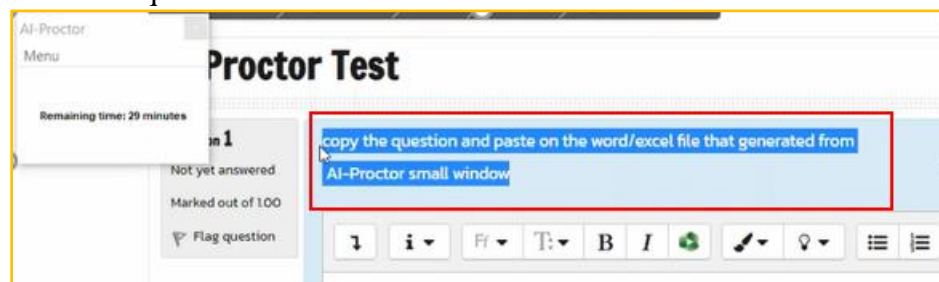 AI-Proctor
Menu
Remaining time: 29 minutes
Proctor Test
on 1
Not yet answered
Marked out of 1.00
Flag question
copy the question and paste on the word/excel file that generated from
AI-Proctor small window